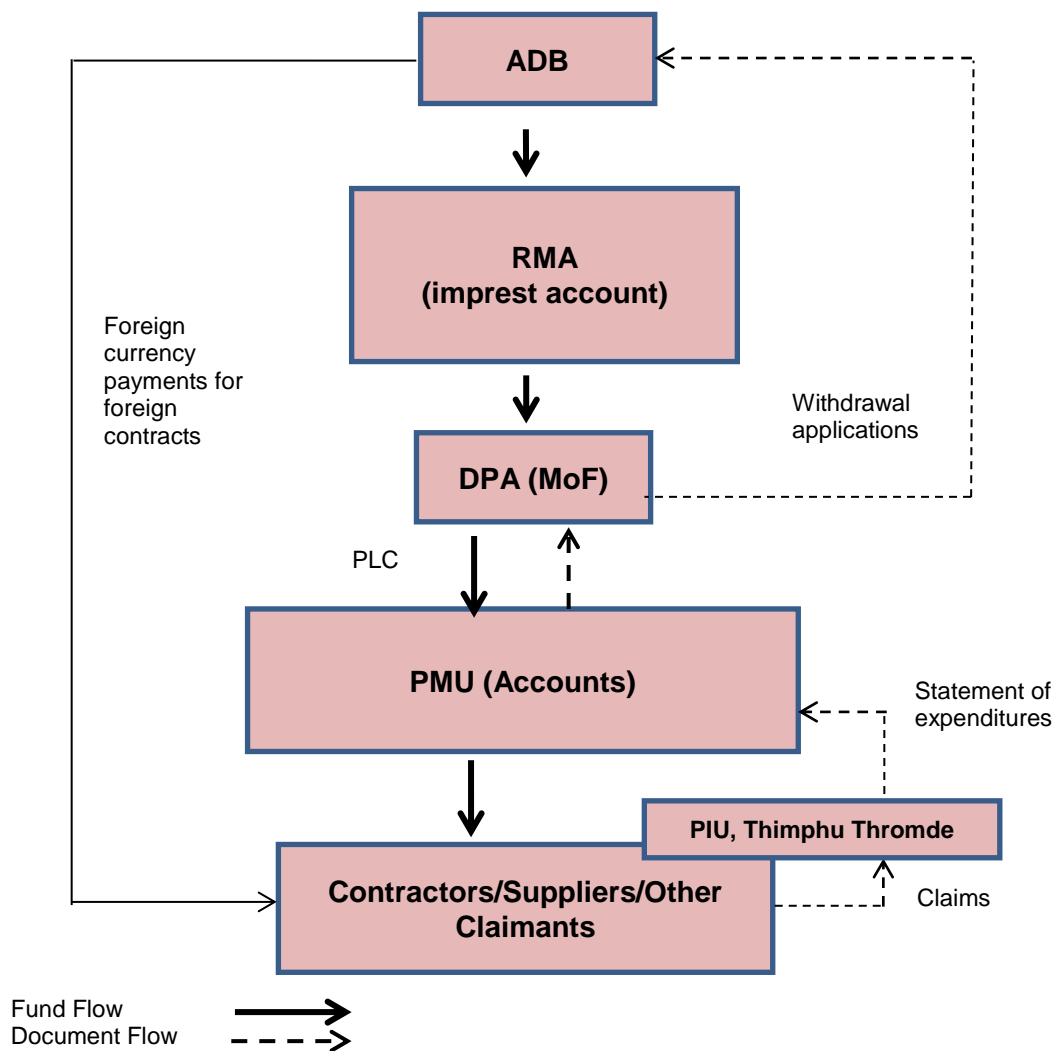 ADB
RMA
(imprest account)
Foreign
currency
payments for
foreign
contracts
Withdrawal
applications
DPA (MoF)
PLC
PMU (Accounts)
Statement of
expenditures
PIU, Thimphu Thromde
Contractors/Suppliers/Other
Claimants
Claims
Fund Flow
Document Flow